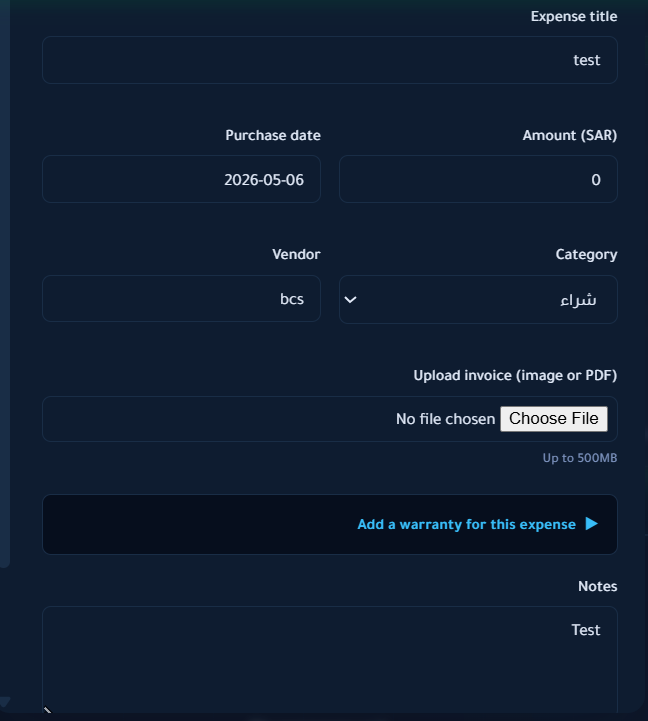 Expense title
test
Amount (SAR)
Purchase date
0
2026-05-06
Category
Vendor
شراء
bcs
Upload invoice (image or PDF)
Choose File No file chosen
Up to 500MB
Add a warranty for this expense
Notes
Test